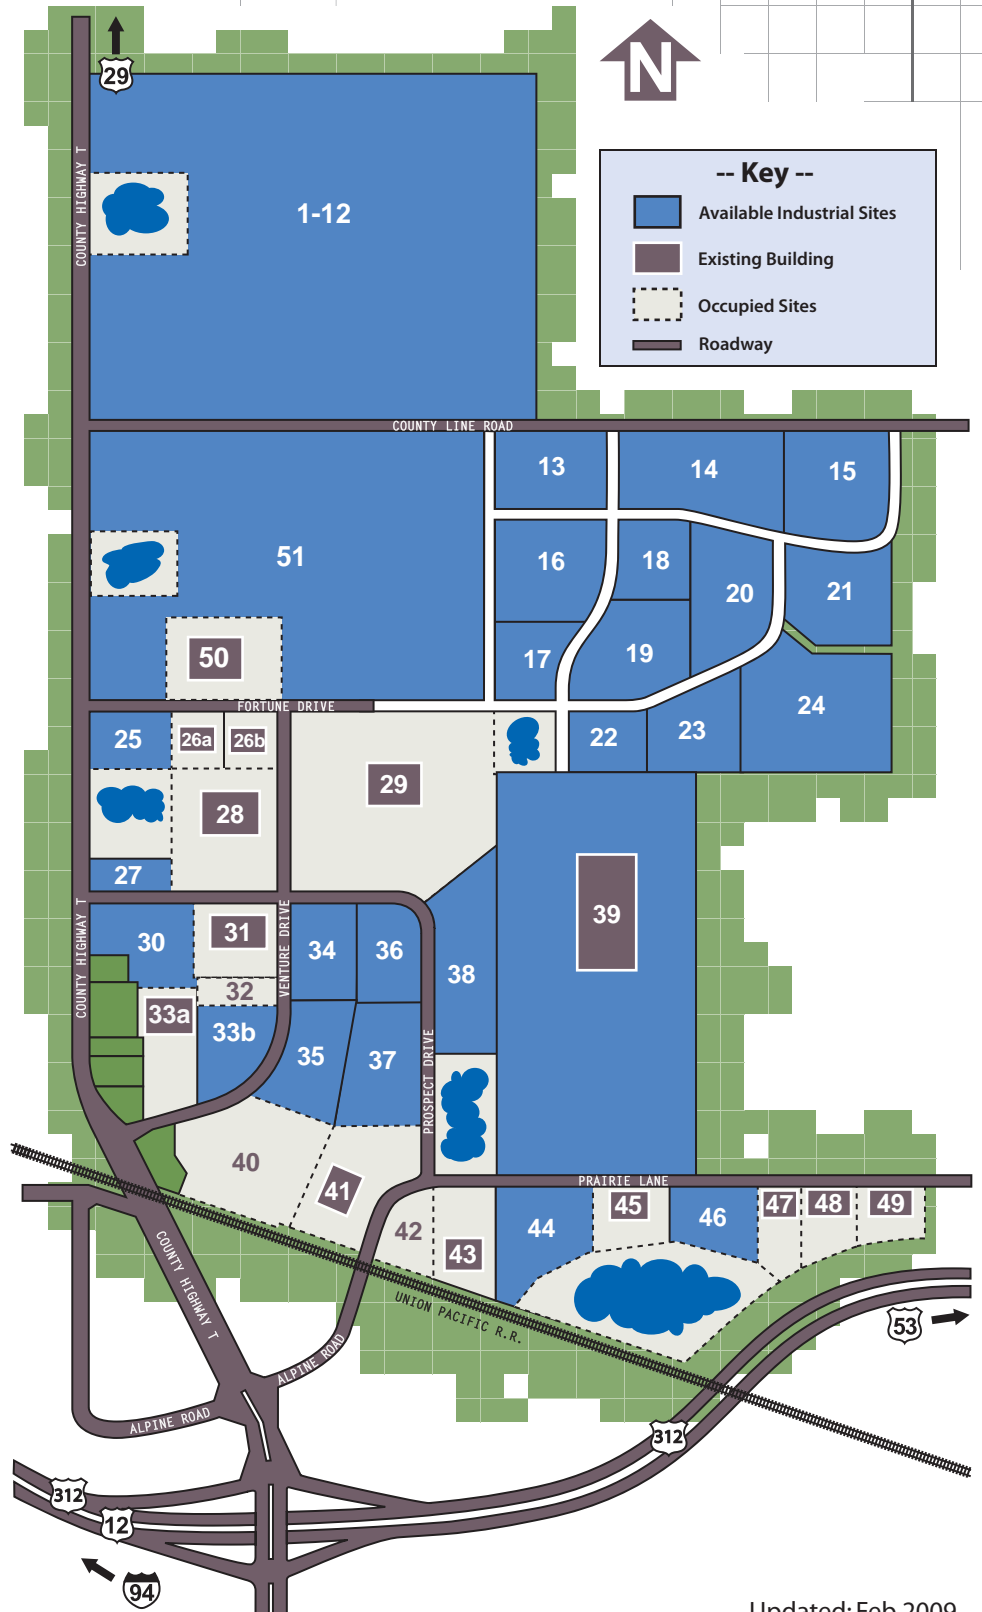 29
N
COUNTY HIGHWAY T
1-12
-- Key --
Available Industrial Sites
Existing Building
Occupied Sites
Roadway
COUNTY LINE ROAD
13
14
15
51
16
18
20
21
50
17
19
24
FORTUNE DRIVE
25
26a
26b
22
23
29
28
27
39
COUNTY HIGHWAY T
VENTURE DRIVE
30
31
34
36
38
32
33a
33b
35
37
PROSPECT DRIVE
40
41
PRAIRIE LANE
42
43
44
45
46
47
48
49
COUNTY HIGHWAY T
UNION PACIFIC R.R.
53
ALPINE ROAD
ALPINE ROAD
312
312
12
94
Updated: Feb 2009